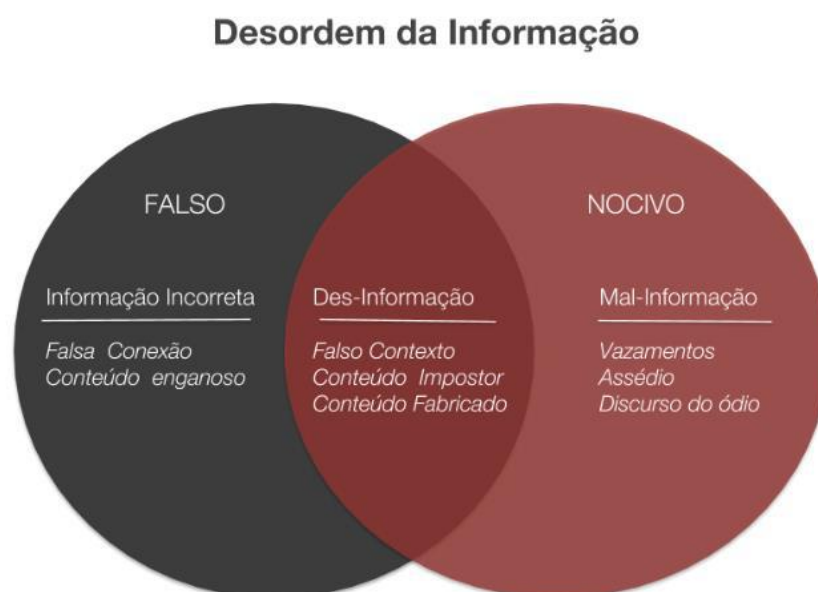 Desordem da Informação
FALSO
NOCIVO
Informação Incorreta
Falsa Conexão
Conteúdo enganoso
Des-Informação
Falso Contexto
Conteúdo Impostor
Conteúdo Fabricado
Mal-Informação
Vazamentos
Assédio
Discurso do ódio